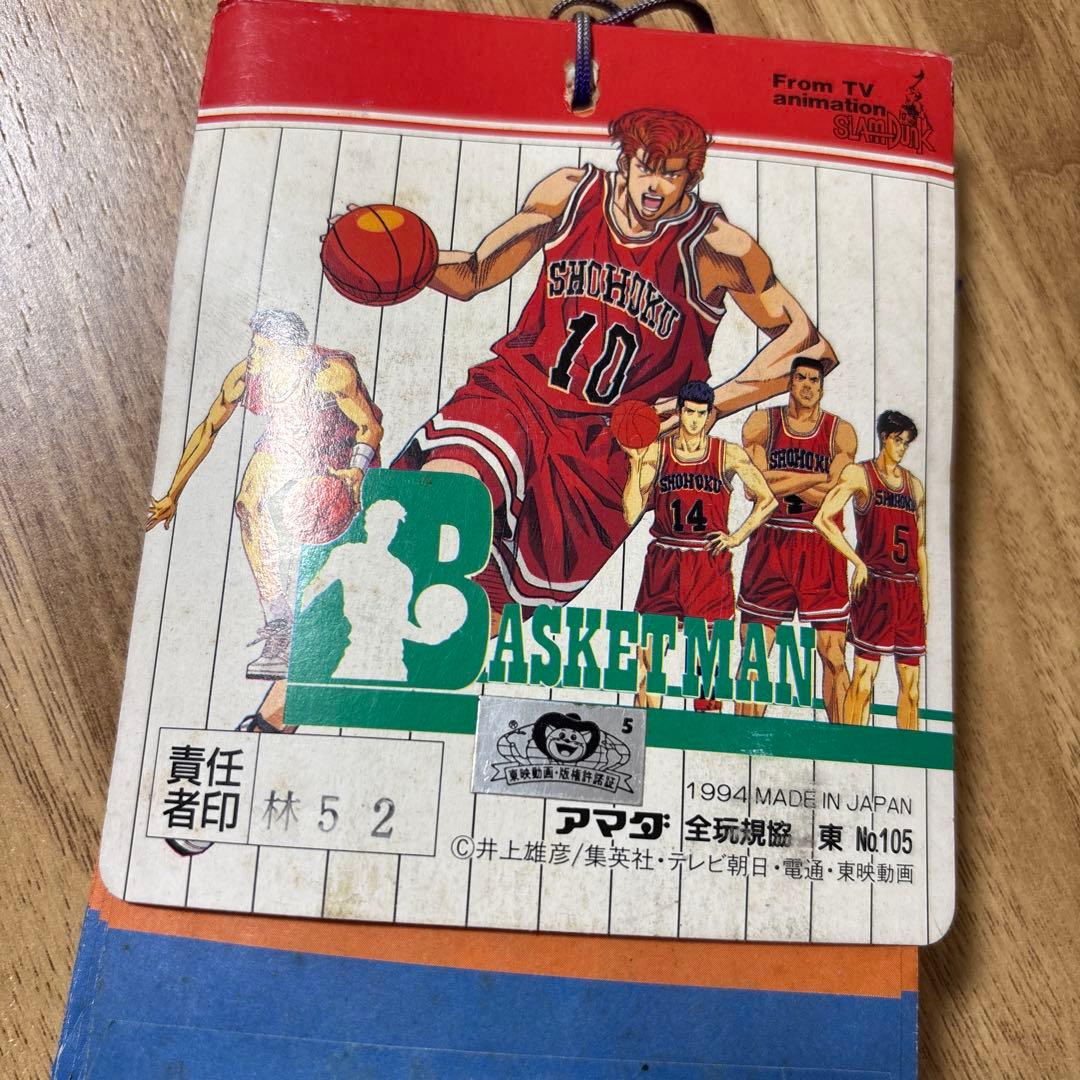 From TV
animation
SLAM DUNK
SHOHOKU
10
SHOHOKU
14
SHOHOKU
4
SHOHOKU
5
BASKETMAN
® 5
東映動画・版権許諾証
責任
者印
林 5 2
1994 MADE IN JAPAN
アマダ 全玩規協 東 No.105
©井上雄彦/集英社・テレビ朝日・電通・東映動画